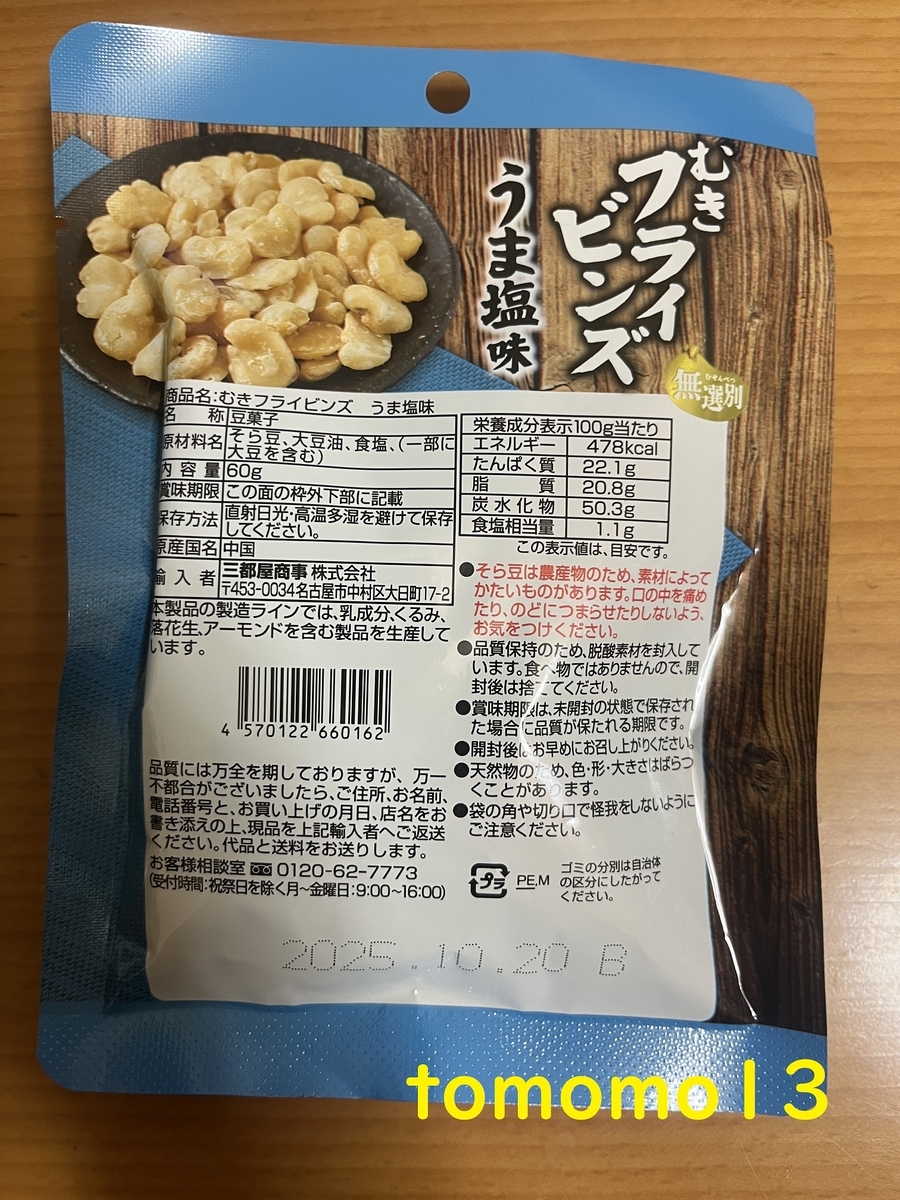 むき
フライ
ビンズ
うま塩味
むせんべつ
無選別
商品名:むきフライビンズ うま塩味
名 称 豆菓子
原材料名 そら豆、大豆油、食塩、(一部に
大豆を含む)
内容量 60g
賞味期限 この面の枠外下部に記載
保存方法 直射日光・高温多湿を避けて保存
してください。
原産国名 中国
輸入者 三都屋商事 株式会社
〒453-0034名古屋市中村区大日町17-2
本製品の製造ラインでは、乳成分、くるみ、
落花生、アーモンドを含む製品を生産して
います。
4 570122 660162
品質には万全を期しておりますが、万一
不都合がございましたら、ご住所、お名前、
電話番号と、お買い上げの月日、店名をお
書き添えの上、現品を上記輸入者へご返送
ください。代品と送料をお送りします。
お客様相談室 0120-62-7773
(受付時間:祝祭日を除く月~金曜日:9:00~16:00)
栄養成分表示100g当たり
エネルギー 478kcal
たんぱく質 22.1g
脂 質 20.8g
炭水化物 50.3g
食塩相当量 1.1g
この表示値は、目安です。
●そら豆は農産物のため、素材によって
かたいものがあります。口の中を痛め
たり、のどにつまらせたりしないよう、
お気をつけください。
●品質保持のため、脱酸素材を封入して
います。食べ物ではありませんので、開
封後は捨ててください。
●賞味期限は、未開封の状態で保存され
た場合に品質が保たれる期限です。
●開封後はお早めにお召し上がりください。
●天然物のため、色・形・大きさはばらつ
くことがあります。
●袋の角や切り口で怪我をしないように
ご注意ください。
プラ PE,M
ゴミの分別は自治体
の区分にしたがって
ください。
2025.10.20 B
tomomo13